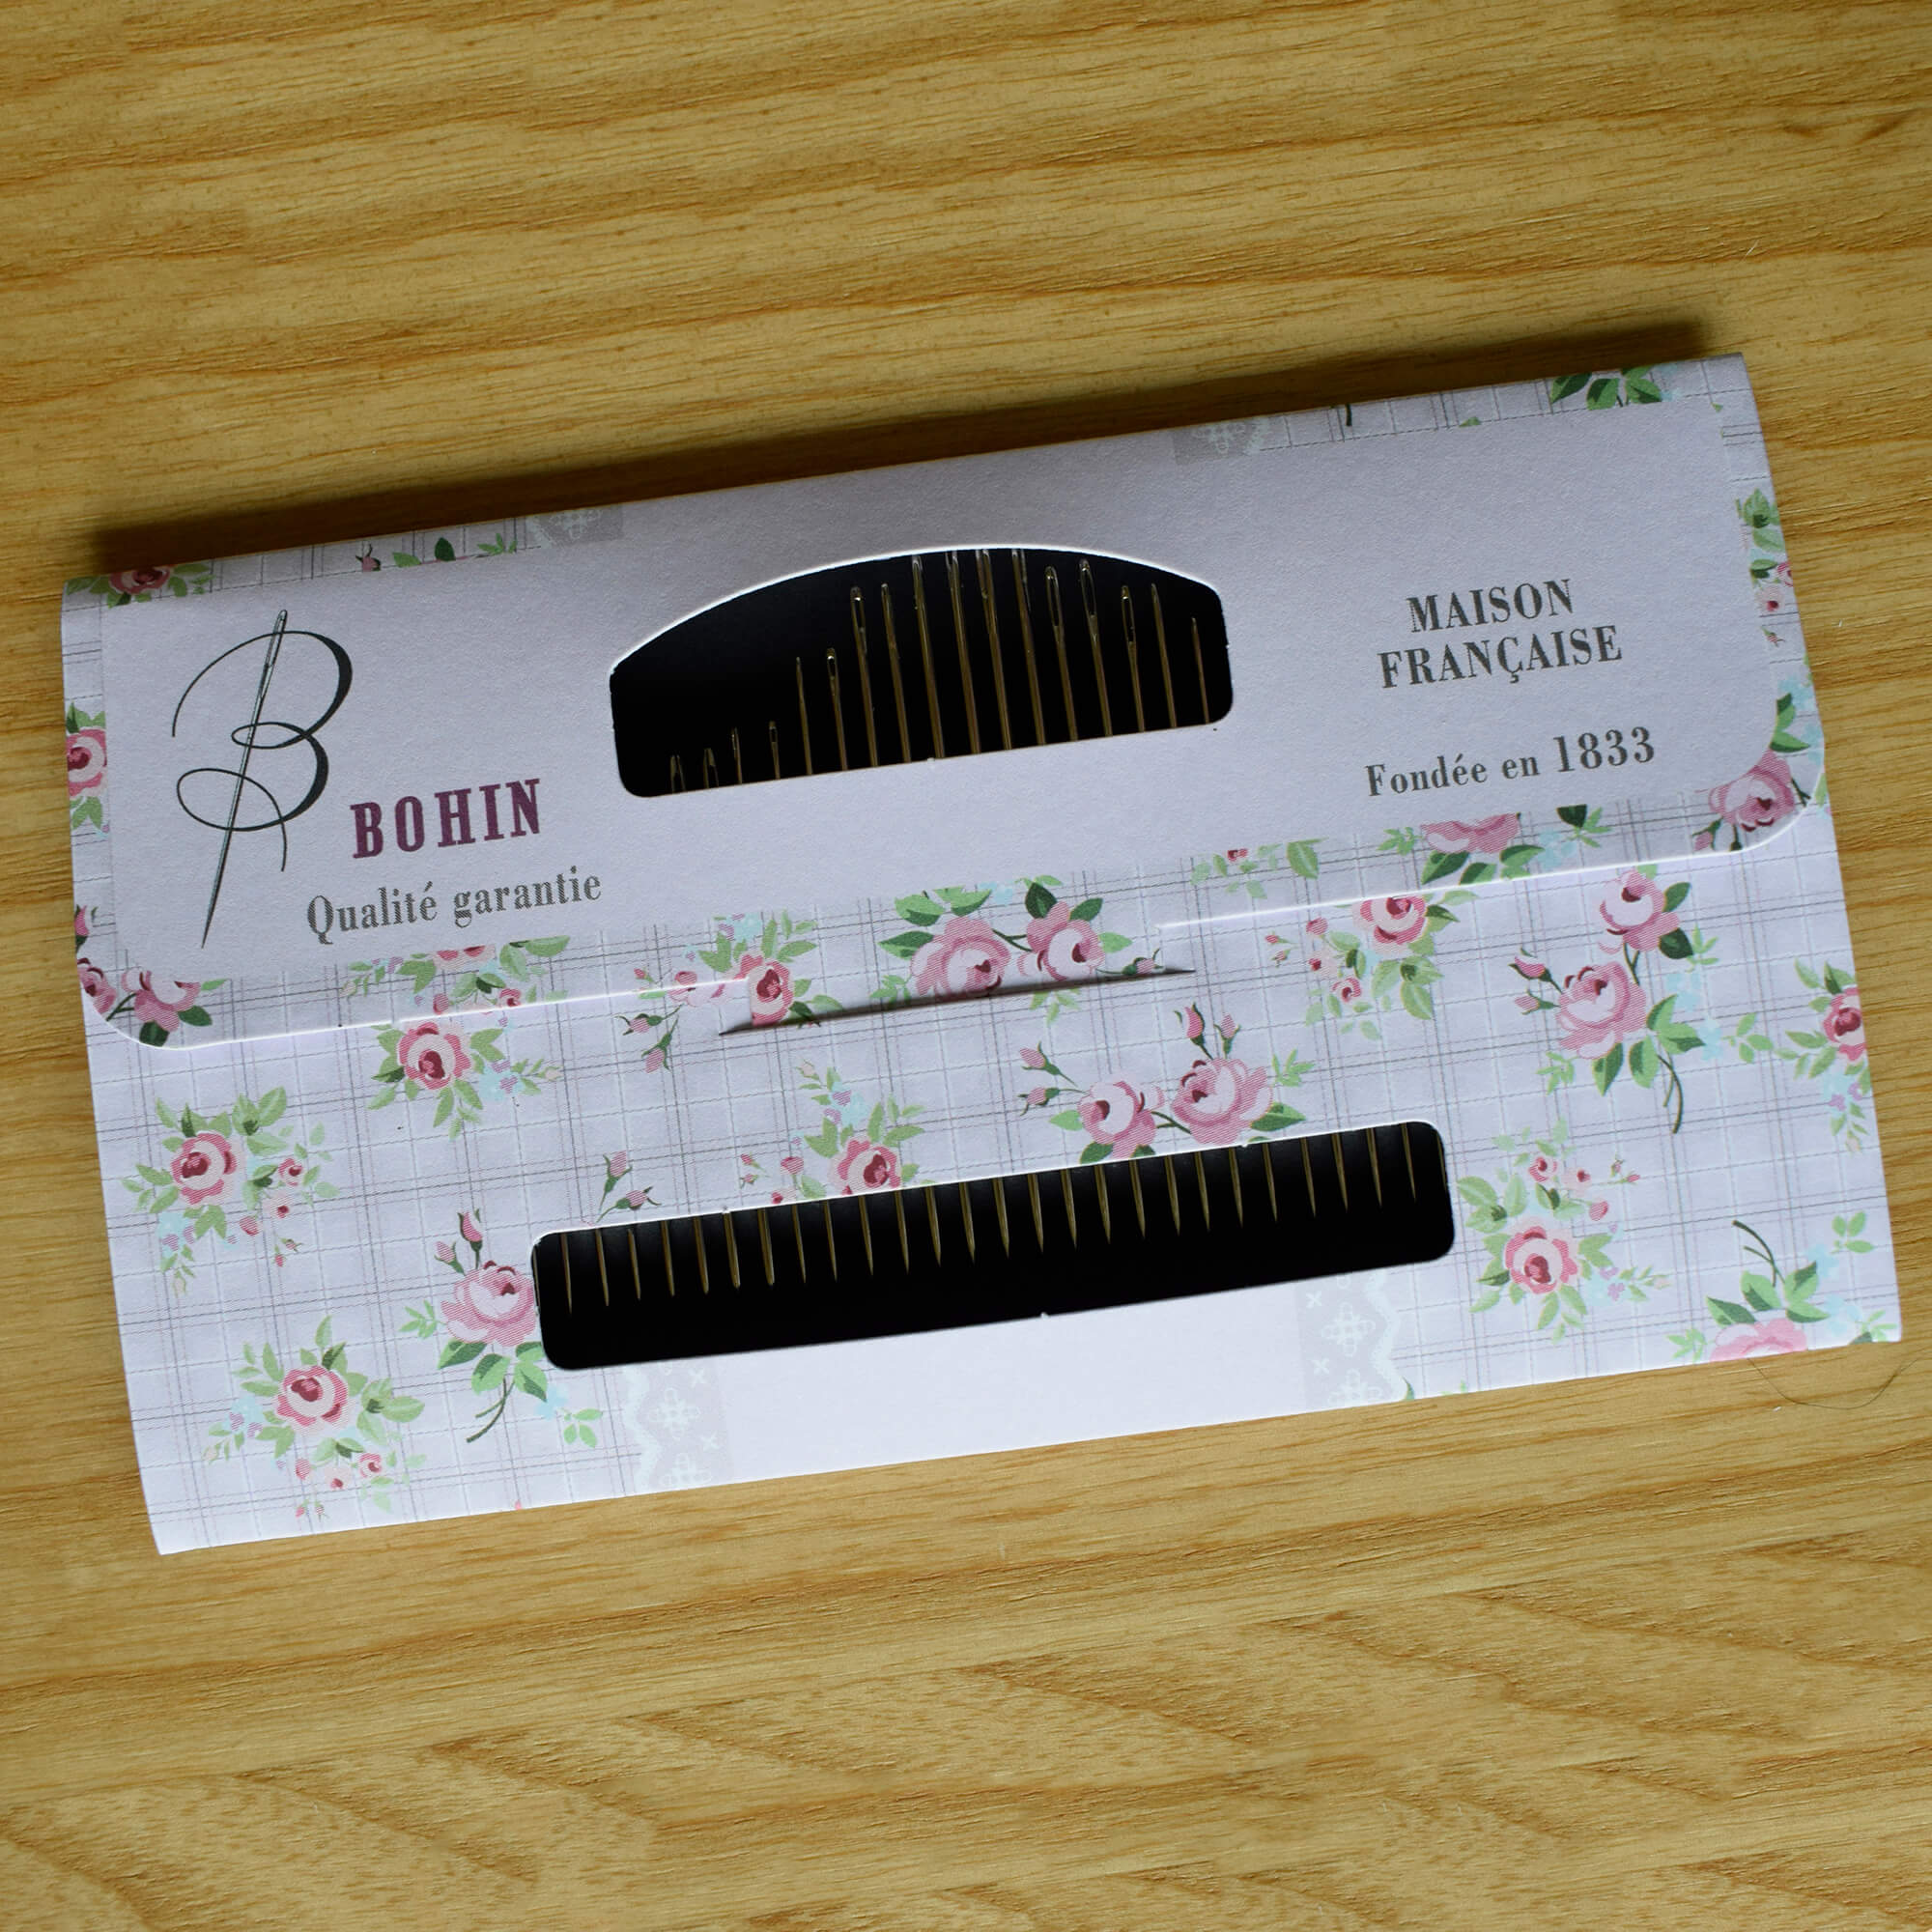 B
BOHIN
Qualité garantie
MAISON
FRANÇAISE
Fondée en 1833